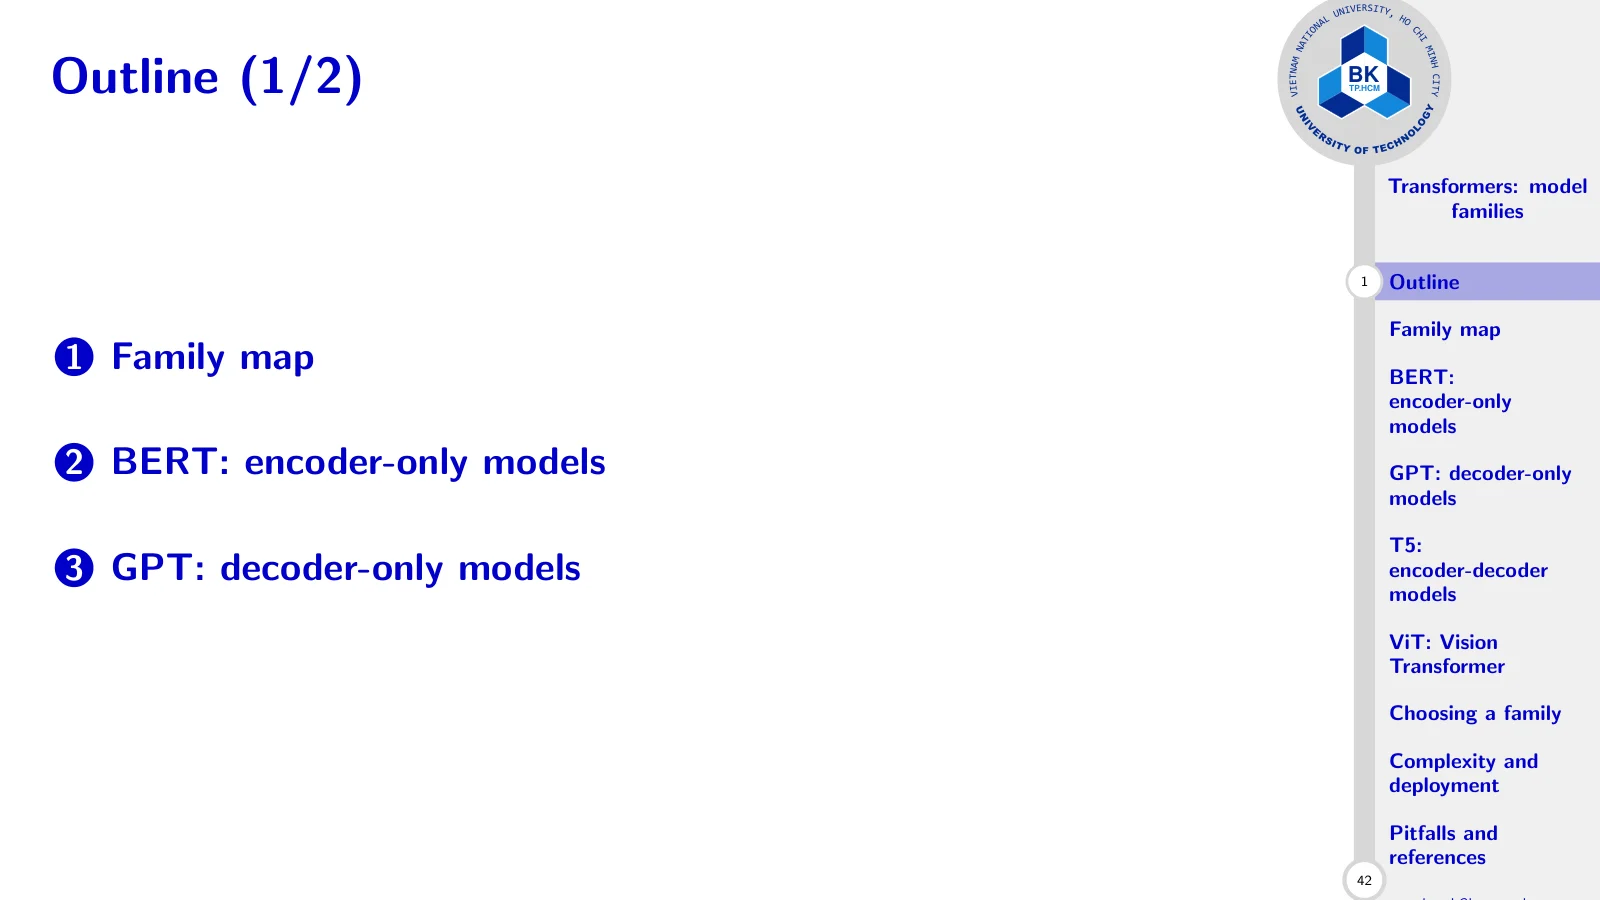 Outline (1/2)
1 Family map
2 BERT: encoder-only models
3 GPT: decoder-only models
VIETNAM NATIONAL UNIVERSITY, HO CHI MINH CITY
BK
TP.HCM
UNIVERSITY OF TECHNOLOGY
Transformers: model
families
1
Outline
Family map
BERT:
encoder-only
models
GPT: decoder-only
models
T5:
encoder-decoder
models
ViT: Vision
Transformer
Choosing a family
Complexity and
deployment
Pitfalls and
references
42